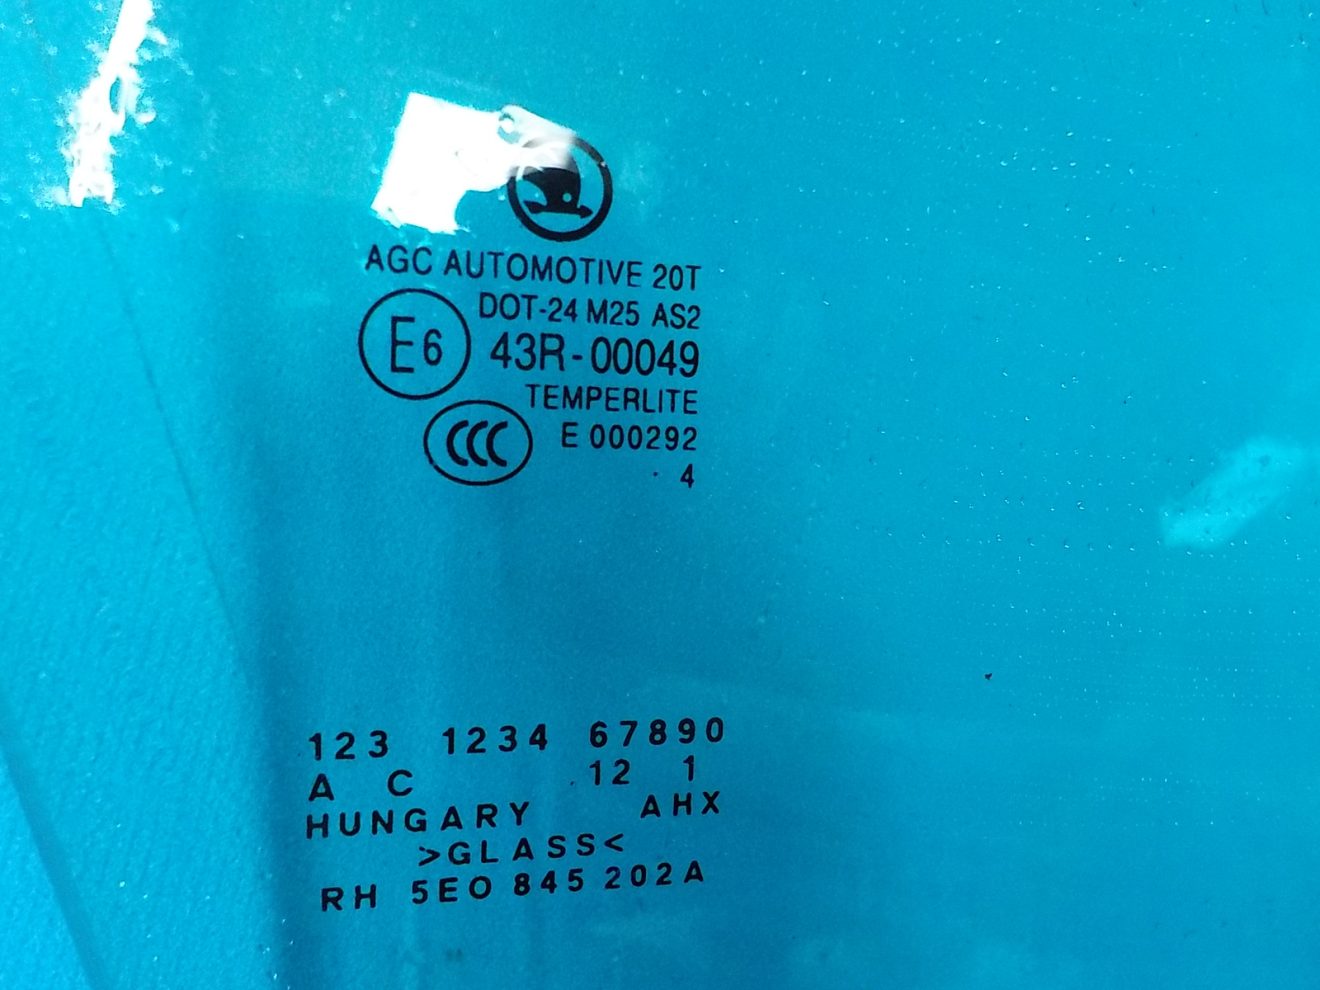 AGC AUTOMOTIVE 20T
DOT-24 M25 AS2
E6 43R-00049
TEMPERLITE
CCC E 000292
. 4
123 1234 67890
A C .12 1
HUNGARY AHX
>GLASS<
RH 5E0 845 202A